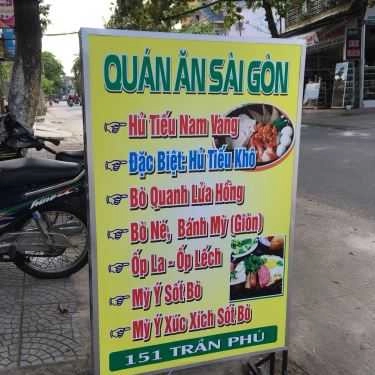 QUÁN ĂN SÀI GÒN
Hủ Tiếu Nam Vang
Đặc Biệt: Hủ Tiếu Khô
Bò Quanh Lửa Hồng
Bò Né, Bánh Mỳ (Giòn)
Ốp La - Ốp Lếch
Mỳ Ý Sốt Bò
Mỳ Ý Xúc Xích Sốt Bò
151 TRẦN PHÚ